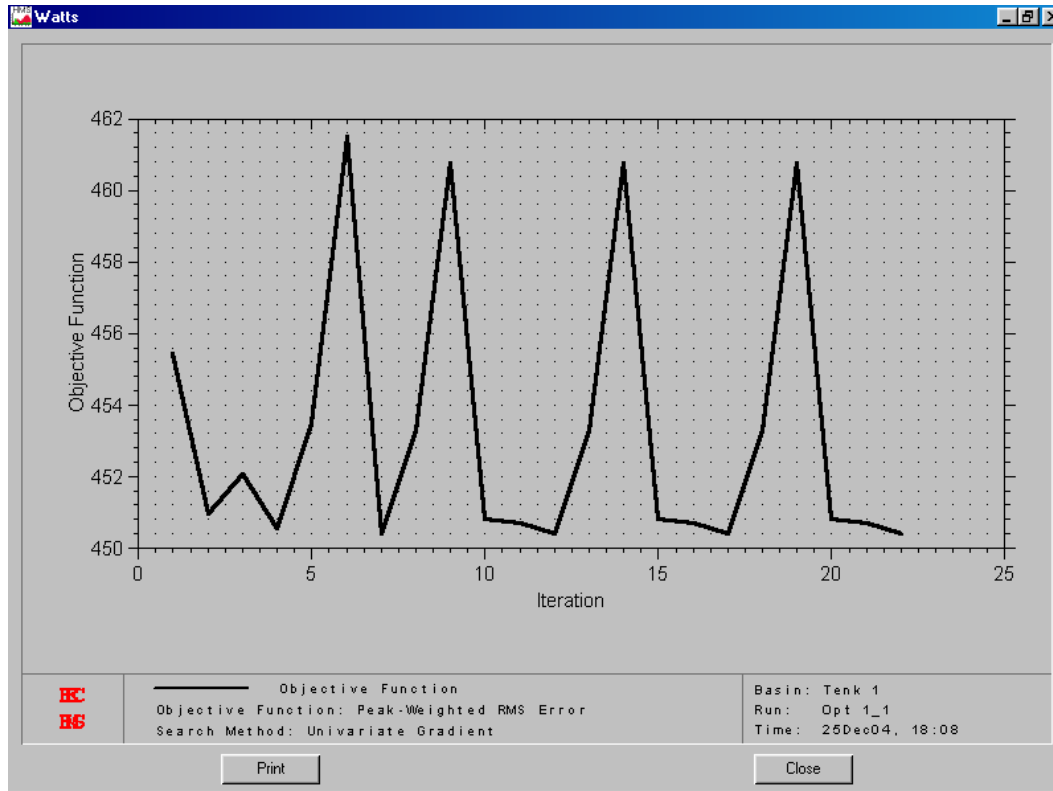 HMS
Watts
462
460
458
456
454
452
450
Objective Function
0 5 10 15 20 25
Iteration
HEC
HMS
Objective Function
Objective Function: Peak-Weighted RMS Error
Search Method: Univariate Gradient
Basin: Tenk 1
Run: Opt 1_1
Time: 25Dec04, 18:08
Print
Close